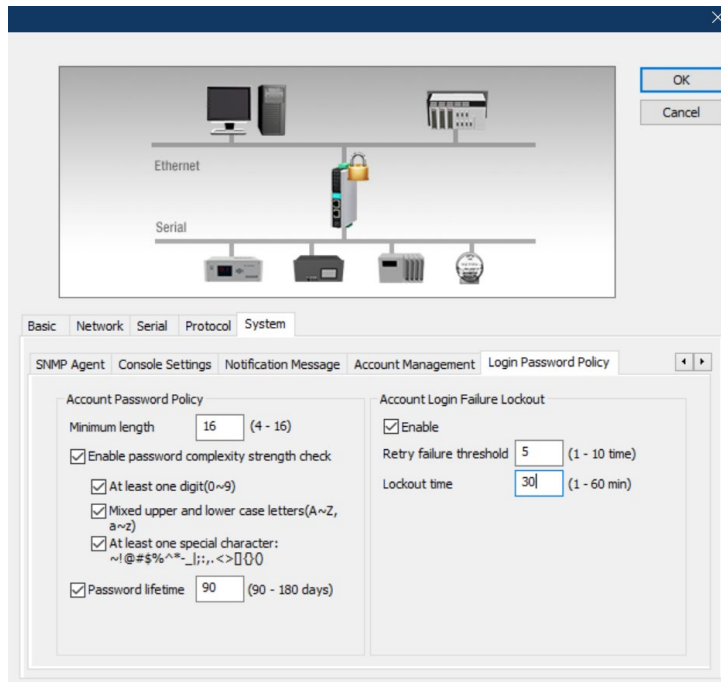 OK
Cancel
Ethernet
Serial
Basic Network Serial Protocol System
SNMP Agent Console Settings Notification Message Account Management Login Password Policy
Account Password Policy
Minimum length 16 (4 - 16)
Enable password complexity strength check
At least one digit(0~9)
Mixed upper and lower case letters(A~Z,
a~z)
At least one special character:
~!@#$%^*-_|;:,.<>[]{}()
Password lifetime 90 (90 - 180 days)
Account Login Failure Lockout
Enable
Retry failure threshold 5 (1 - 10 time)
Lockout time 30 (1 - 60 min)